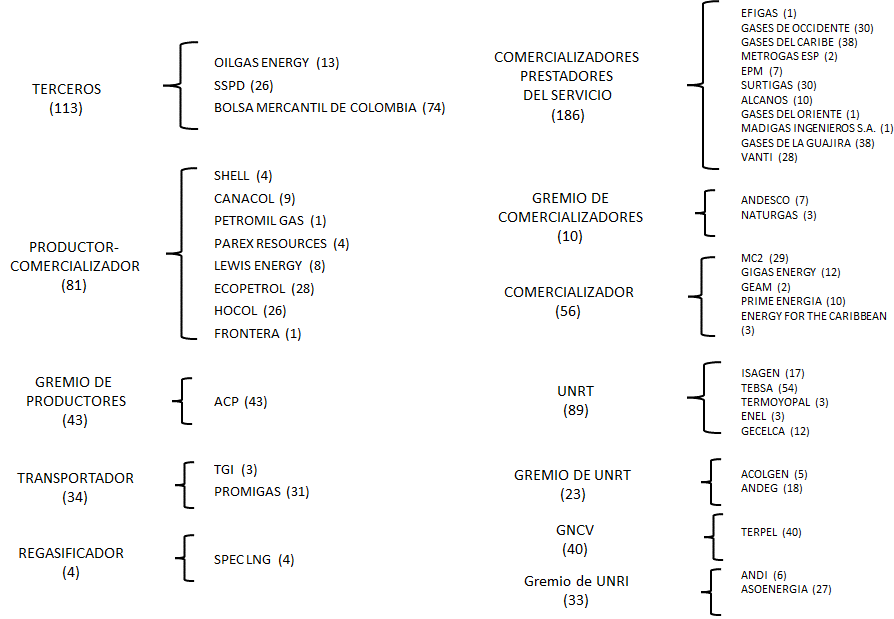 TERCEROS
(113)
OILGAS ENERGY (13)
SSPD (26)
BOLSA MERCANTIL DE COLOMBIA (74)
PRODUCTOR-
COMERCIALIZADOR
(81)
SHELL (4)
CANACOL (9)
PETROMIL GAS (1)
PAREX RESOURCES (4)
LEWIS ENERGY (8)
ECOPETROL (28)
HOCOL (26)
FRONTERA (1)
GREMIO DE
PRODUCTORES
(43)
ACP (43)
TRANSPORTADOR
(34)
TGI (3)
PROMIGAS (31)
REGASIFICADOR
(4)
SPEC LNG (4)
COMERCIALIZADORES
PRESTADORES
DEL SERVICIO
(186)
EFIGAS (1)
GASES DE OCCIDENTE (30)
GASES DEL CARIBE (38)
METROGAS ESP (2)
EPM (7)
SURTIGAS (30)
ALCANOS (10)
GASES DEL ORIENTE (1)
MADIGAS INGENIEROS S.A. (1)
GASES DE LA GUAJIRA (38)
VANTI (28)
GREMIO DE
COMERCIALIZADORES
(10)
ANDESCO (7)
NATURGAS (3)
COMERCIALIZADOR
(56)
MC2 (29)
GIGAS ENERGY (12)
GEAM (2)
PRIME ENERGIA (10)
ENERGY FOR THE CARIBBEAN
(3)
UNRT
(89)
ISAGEN (17)
TEBSA (54)
TERMOYOPAL (3)
ENEL (3)
GECELCA (12)
GREMIO DE UNRT
(23)
ACOLGEN (5)
ANDEG (18)
GNCV
(40)
TERPEL (40)
Gremio de UNRI
(33)
ANDI (6)
ASOENERGIA (27)